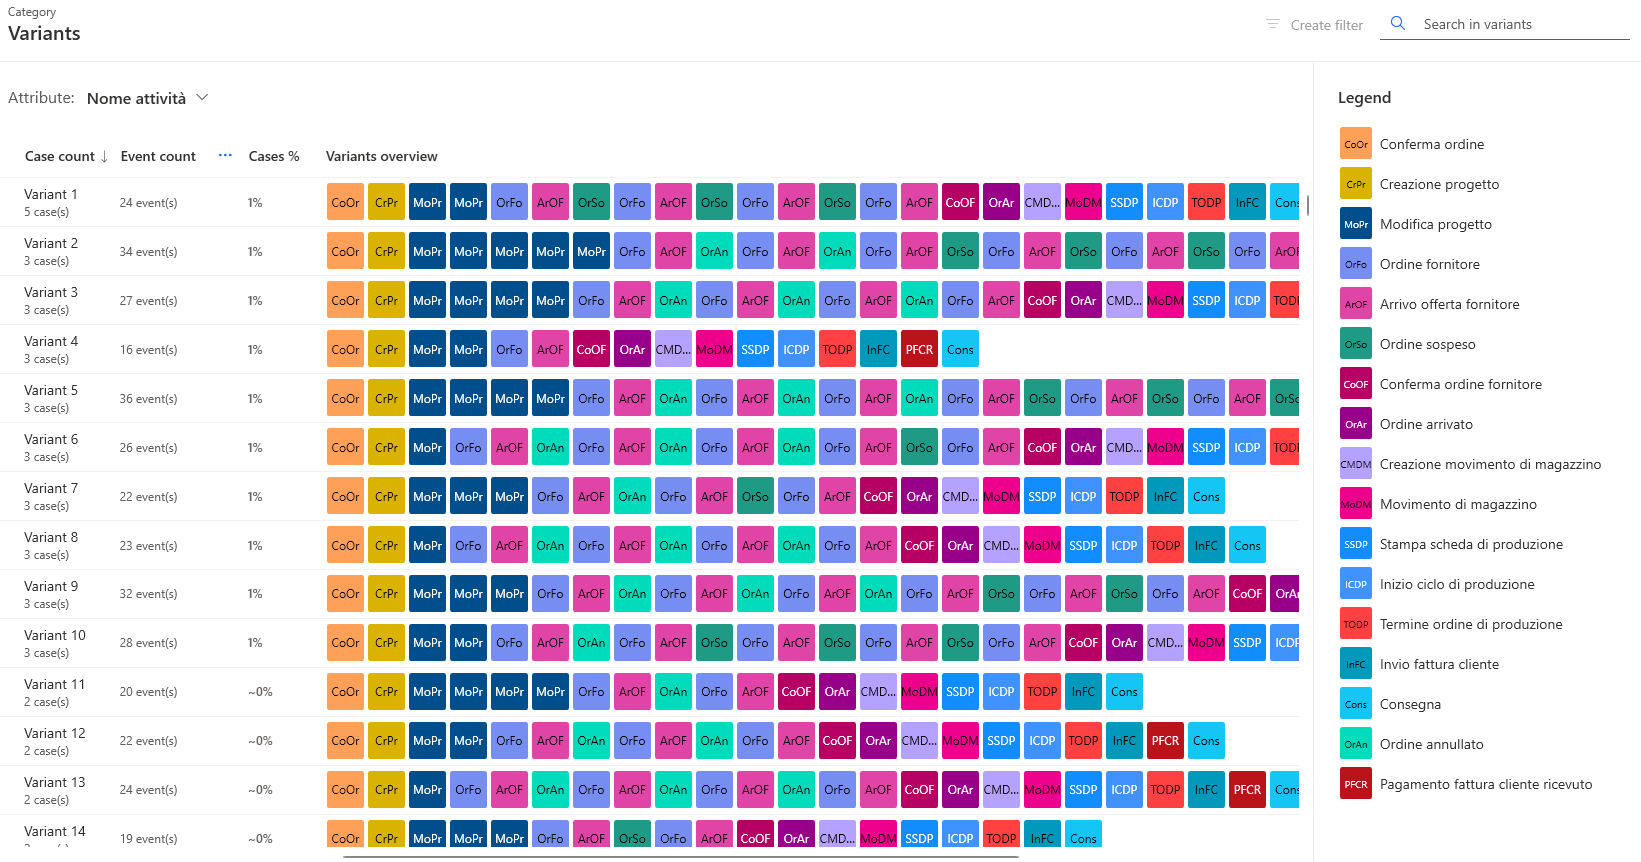 Category
Variants
Create filter
Search in variants
Attribute: Nome attività
Case count Event count ... Cases % Variants overview
Variant 1
5 case(s)
24 event(s) 1% CoOr CrPr MoPr MoPr OrFo ArOF OrSo OrFo ArOF OrSo OrFo ArOF OrSo OrFo ArOF CoOF OrAr CMD... MoDM SSDP ICDP TODP InFC Cons
Variant 2
3 case(s)
34 event(s) 1% CoOr CrPr MoPr MoPr MoPr MoPr MoPr OrFo ArOF OrAn OrFo ArOF OrAn OrFo ArOF OrSo OrFo ArOF OrSo OrFo ArOF OrSo OrFo ArOF
Variant 3
3 case(s)
27 event(s) 1% CoOr CrPr MoPr MoPr MoPr MoPr OrFo ArOF OrAn OrFo ArOF OrAn OrFo ArOF OrAn OrFo ArOF CoOF OrAr CMD... MoDM SSDP ICDP TODP
Variant 4
3 case(s)
16 event(s) 1% CoOr CrPr MoPr MoPr OrFo ArOF CoOF OrAr CMD... MoDM SSDP ICDP TODP InFC PFCR Cons
Variant 5
3 case(s)
36 event(s) 1% CoOr CrPr MoPr MoPr MoPr MoPr OrFo ArOF OrAn OrFo ArOF OrAn OrFo ArOF OrAn OrFo ArOF OrSo OrFo ArOF OrSo OrFo ArOF OrSo
Variant 6
3 case(s)
26 event(s) 1% CoOr CrPr MoPr OrFo ArOF OrAn OrFo ArOF OrAn OrFo ArOF OrAn OrFo ArOF OrSo OrFo ArOF CoOF OrAr CMD... MoDM SSDP ICDP TODP
Variant 7
3 case(s)
22 event(s) 1% CoOr CrPr MoPr MoPr MoPr OrFo ArOF OrAn OrFo ArOF OrSo OrFo ArOF CoOF OrAr CMD... MoDM SSDP ICDP TODP InFC Cons
Variant 8
3 case(s)
23 event(s) 1% CoOr CrPr MoPr OrFo ArOF OrAn OrFo ArOF OrAn OrFo ArOF OrAn OrFo ArOF CoOF OrAr CMD... MoDM SSDP ICDP TODP InFC Cons
Variant 9
3 case(s)
32 event(s) 1% CoOr CrPr MoPr MoPr MoPr OrFo ArOF OrAn OrFo ArOF OrAn OrFo ArOF OrAn OrFo ArOF OrSo OrFo ArOF OrSo OrFo ArOF CoOF OrAr
Variant 10
3 case(s)
28 event(s) 1% CoOr CrPr MoPr MoPr OrFo ArOF OrAn OrFo ArOF OrSo OrFo ArOF OrSo OrFo ArOF OrSo OrFo ArOF CoOF OrAr CMD... MoDM SSDP ICDP
Variant 11
2 case(s)
20 event(s) ~0% CoOr CrPr MoPr MoPr MoPr MoPr OrFo ArOF OrAn OrFo ArOF CoOF OrAr CMD... MoDM SSDP ICDP TODP InFC Cons
Variant 12
2 case(s)
22 event(s) ~0% CoOr CrPr MoPr MoPr OrFo ArOF OrAn OrFo ArOF OrAn OrFo ArOF CoOF OrAr CMD... MoDM SSDP ICDP TODP InFC PFCR Cons
Variant 13
2 case(s)
24 event(s) ~0% CoOr CrPr MoPr OrFo ArOF OrAn OrFo ArOF OrAn OrFo ArOF OrAn OrFo ArOF CoOF OrAr CMD... MoDM SSDP ICDP TODP InFC PFCR Cons
Variant 14
19 event(s) ~0% CoOr CrPr MoPr MoPr MoPr OrFo ArOF OrSo OrFo ArOF CoOF OrAr CMD... MoDM SSDP ICDP TODP InFC Cons
Legend
CoOr Conferma ordine
CrPr Creazione progetto
MoPr Modifica progetto
OrFo Ordine fornitore
ArOF Arrivo offerta fornitore
OrSo Ordine sospeso
CoOF Conferma ordine fornitore
OrAr Ordine arrivato
CMDM Creazione movimento di magazzino
MoDM Movimento di magazzino
SSDP Stampa scheda di produzione
ICDP Inizio ciclo di produzione
TODP Termine ordine di produzione
InFC Invio fattura cliente
Cons Consegna
OrAn Ordine annullato
PFCR Pagamento fattura cliente ricevuto